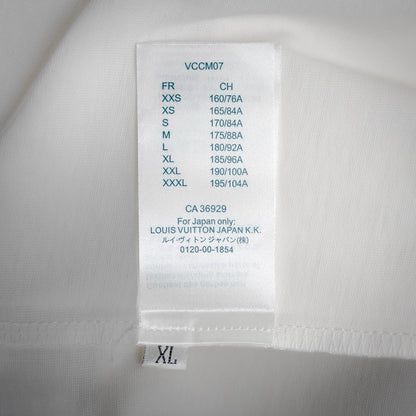 VCCM07
FR CH
XXS 160/76A
XS 165/84A
S 170/84A
M 175/88A
L 180/92A
XL 185/96A
XXL 190/100A
XXXL 195/104A
CA 36929
For Japan only:
LOUIS VUITTON JAPAN K.K.
ルイ・ヴィトン ジャパン(株)
0120-00-1854
XL